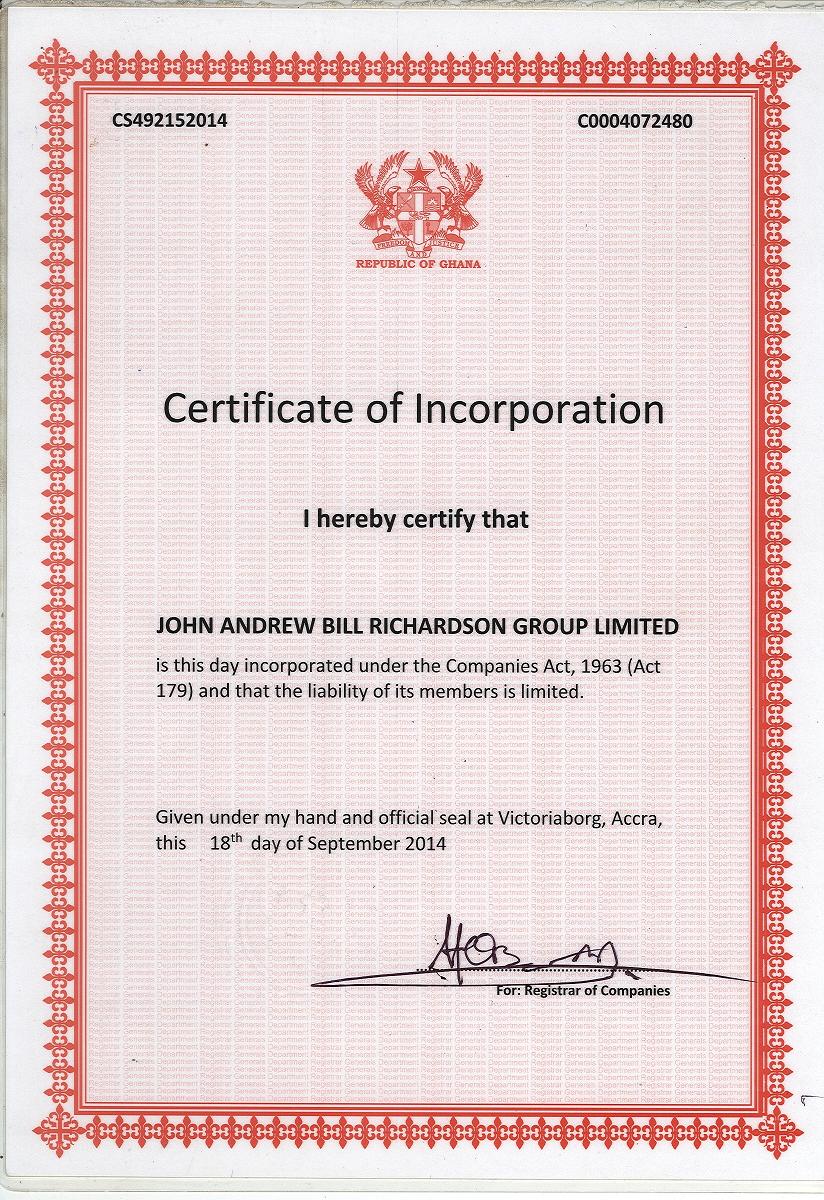 CS492152014 C0004072480
FREEDOM AND JUSTICE
REPUBLIC OF GHANA
Certificate of Incorporation
I hereby certify that
JOHN ANDREW BILL RICHARDSON GROUP LIMITED
is this day incorporated under the Companies Act, 1963 (Act
179) and that the liability of its members is limited.
Given under my hand and official seal at Victoriaborg, Accra,
this 18th day of September 2014
For: Registrar of Companies